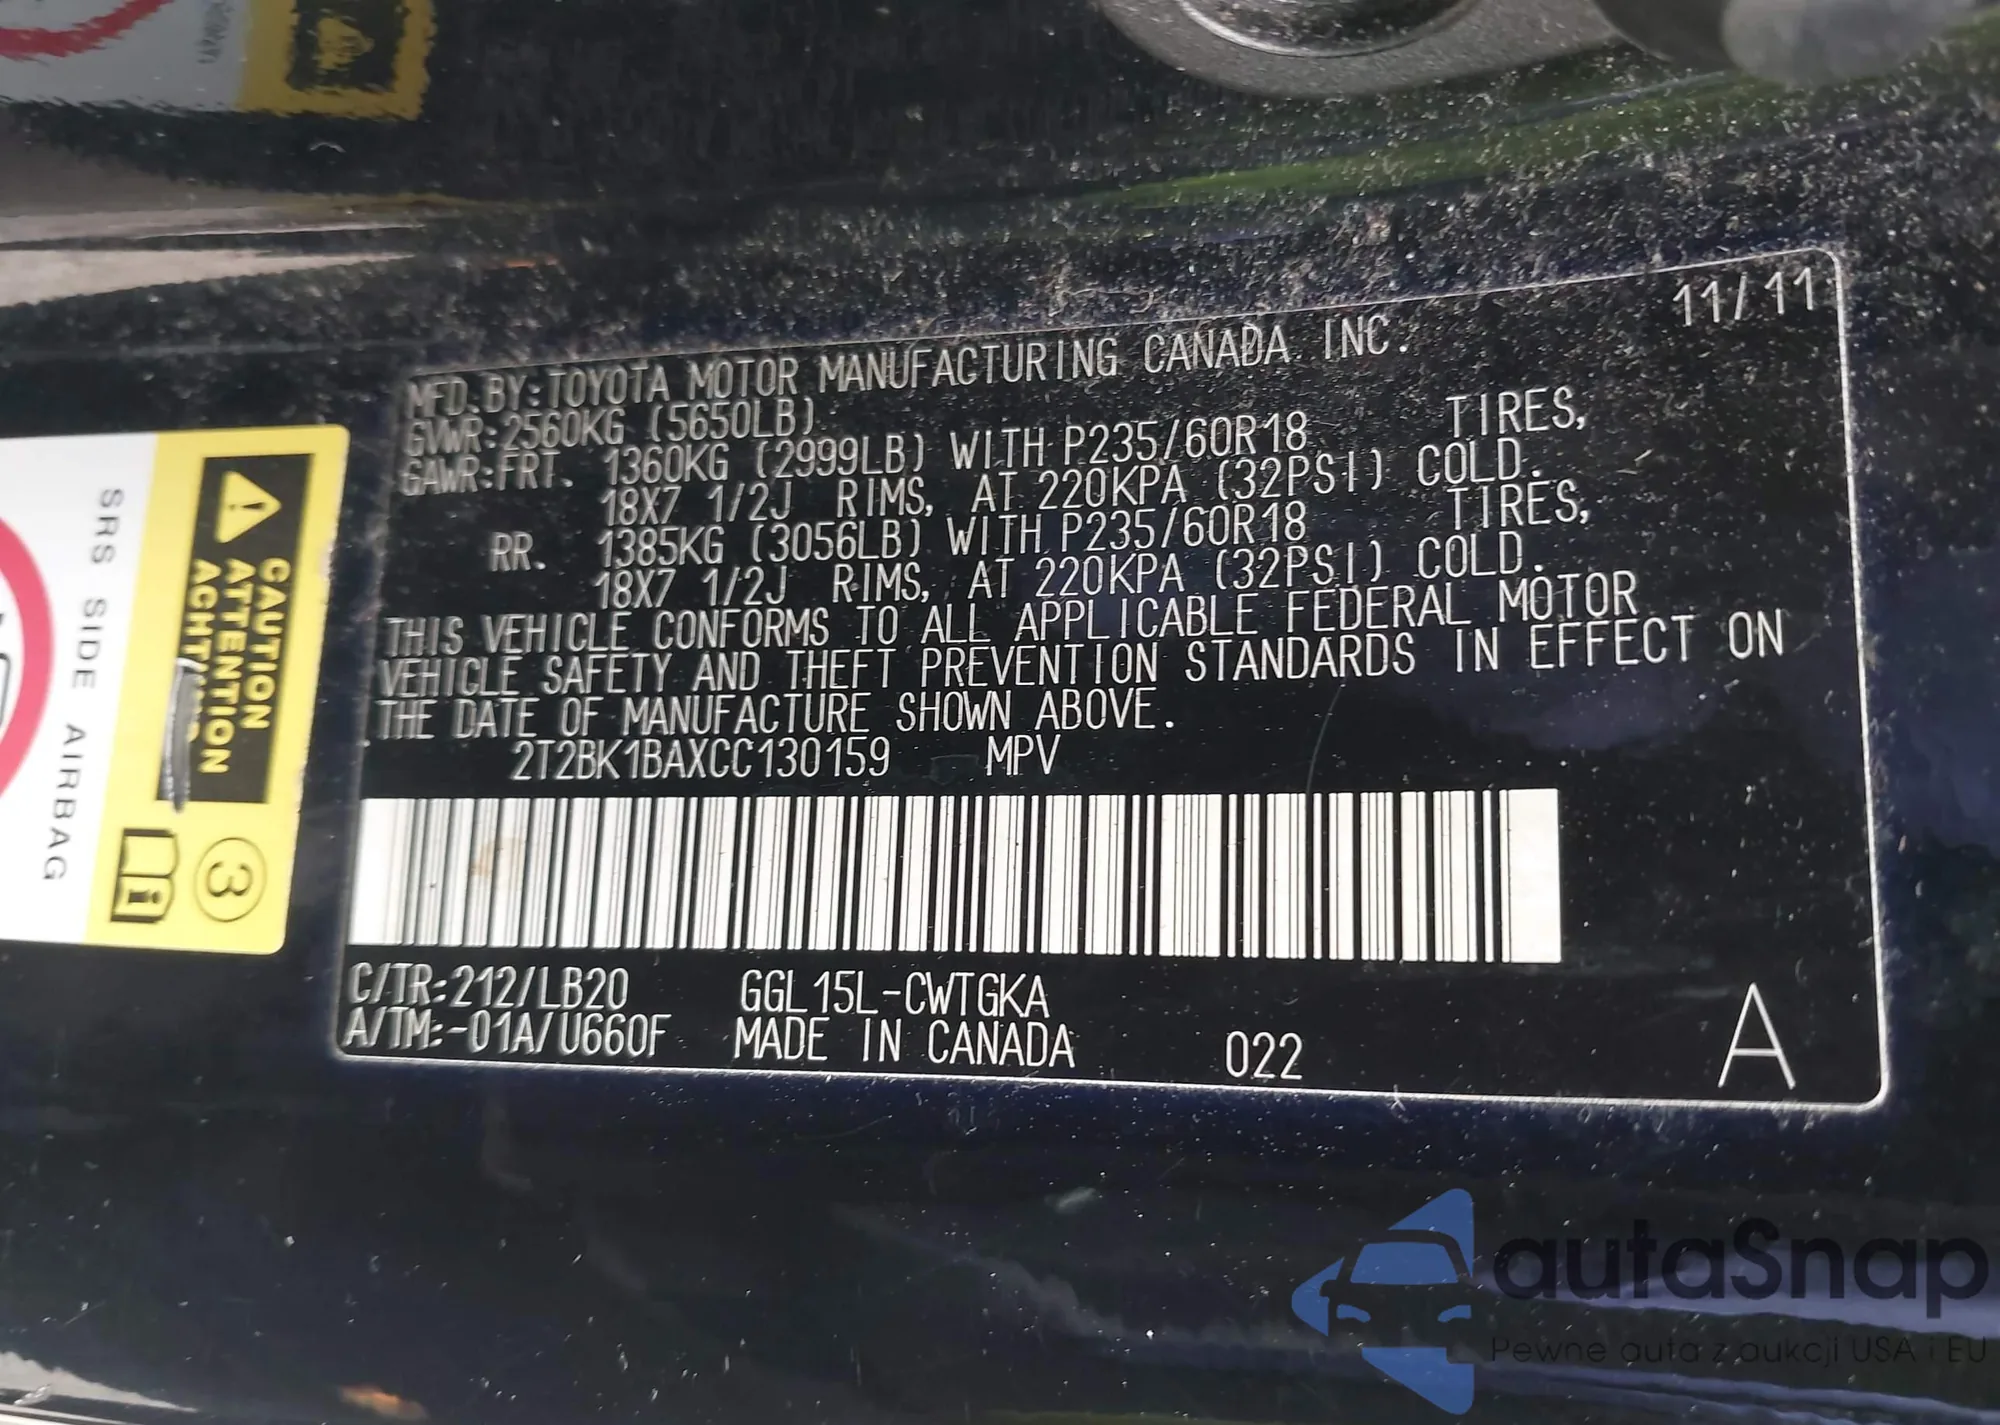 11/11
MFD. BY: TOYOTA MOTOR MANUFACTURING CANADA INC.
GVWR: 2560KG (5650LB)
GAWR: FRT. 1360KG (2999LB) WITH P235/60R18 TIRES,
18X7 1/2J RIMS, AT 220KPA (32PSI) COLD.
RR. 1385KG (3056LB) WITH P235/60R18 TIRES,
18X7 1/2J RIMS, AT 220KPA (32PSI) COLD.
THIS VEHICLE CONFORMS TO ALL APPLICABLE FEDERAL MOTOR
VEHICLE SAFETY AND THEFT PREVENTION STANDARDS IN EFFECT ON
THE DATE OF MANUFACTURE SHOWN ABOVE.
2T2BK1BAXCC130159 MPV
C/TR: 212/LB20 GGL15L-CWTGKA
A/TM: -01A/U660F MADE IN CANADA 022 A
CAUTION
ATTENTION
SRS SIDE AIRBAG
3
autaSnap
Pewne auta z aukcji USA i EU